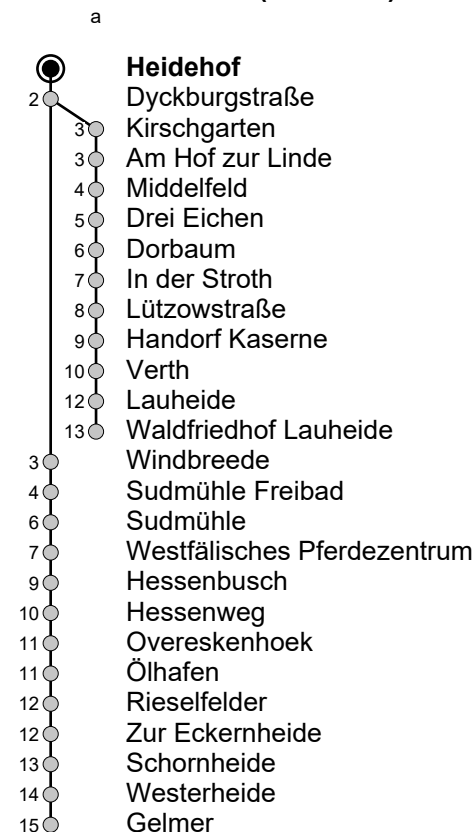 a
Heidehof
2 Dyckburgstraße
3 Kirschgarten
3 Am Hof zur Linde
4 Middelfeld
5 Drei Eichen
6 Dorbaum
7 In der Stroth
8 Lützowstraße
9 Handorf Kaserne
10 Verth
12 Lauheide
13 Waldfriedhof Lauheide
3 Windbreede
4 Sudmühle Freibad
6 Sudmühle
7 Westfälisches Pferdezentrum
9 Hessenbusch
10 Hessenweg
11 Overeskenhoek
11 Ölhafen
12 Rieselfelder
12 Zur Eckernheide
13 Schornheide
14 Westerheide
15 Gelmer